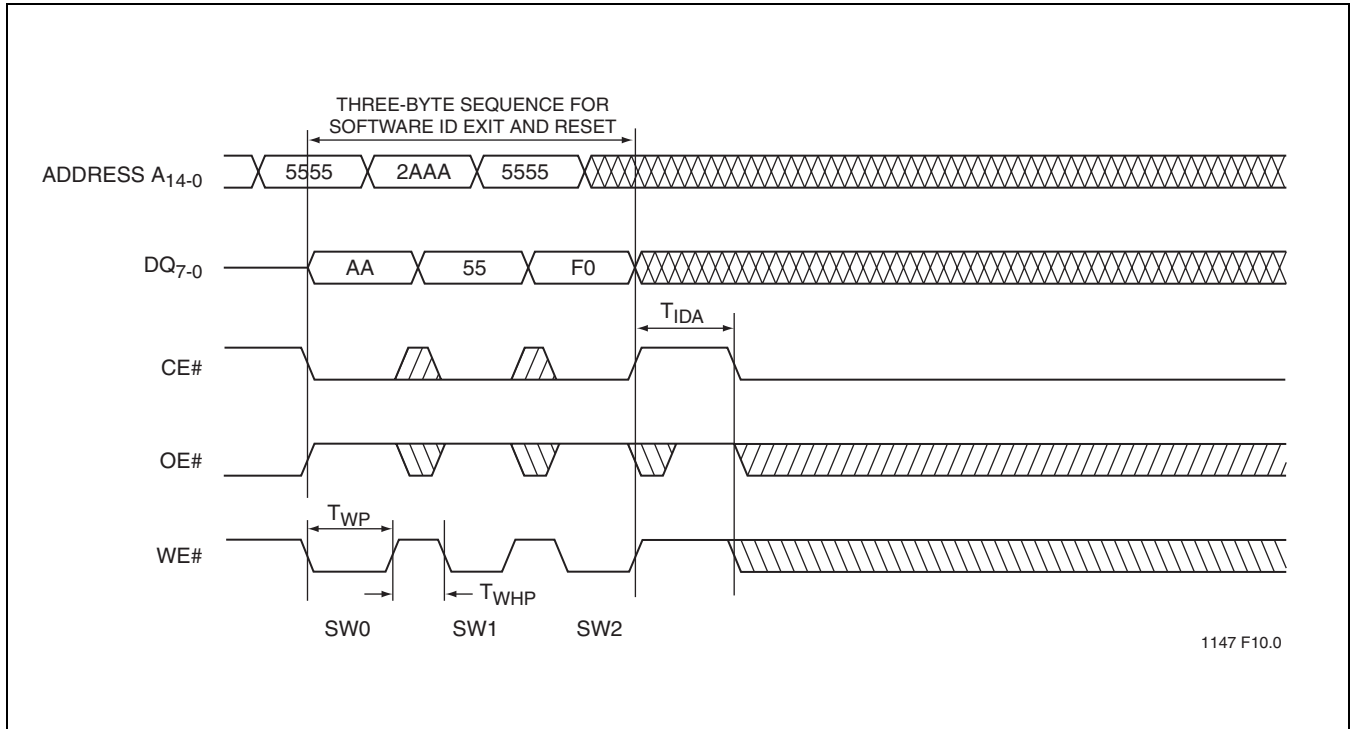 THREE-BYTE SEQUENCE FOR
SOFTWARE ID EXIT AND RESET
ADDRESS A14-0
5555
2AAA
5555
DQ7-0
AA
55
F0
TIDA
CE#
OE#
TWP
WE#
TWHP
SW0
SW1
SW2
1147 F10.0